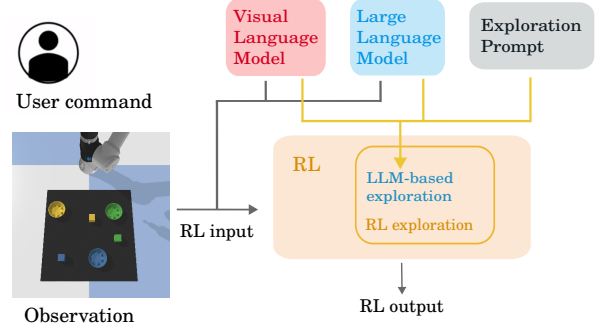 Visual
Language
Model
Large
Language
Model
Exploration
Prompt
User command
RL
LLM-based
exploration
RL exploration
RL input
RL output
Observation